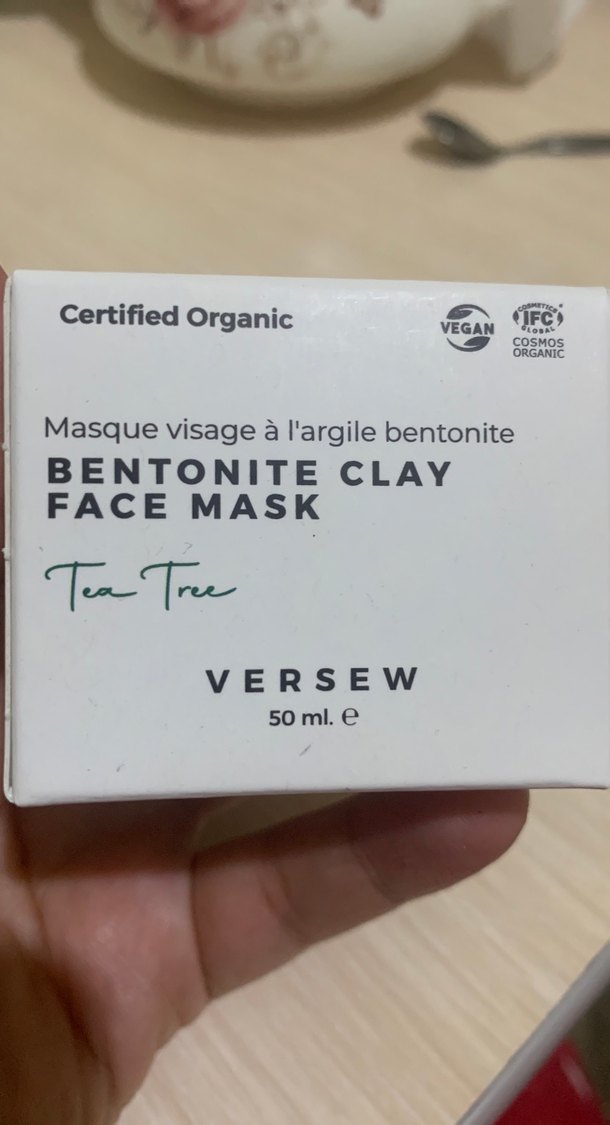 Certified Organic
VEGAN
COSMETICS
IFC
GLOBAL
COSMOS
ORGANIC
Masque visage à l'argile bentonite
BENTONITE CLAY
FACE MASK
Tea Tree
VERSEW
50 ml. ℮